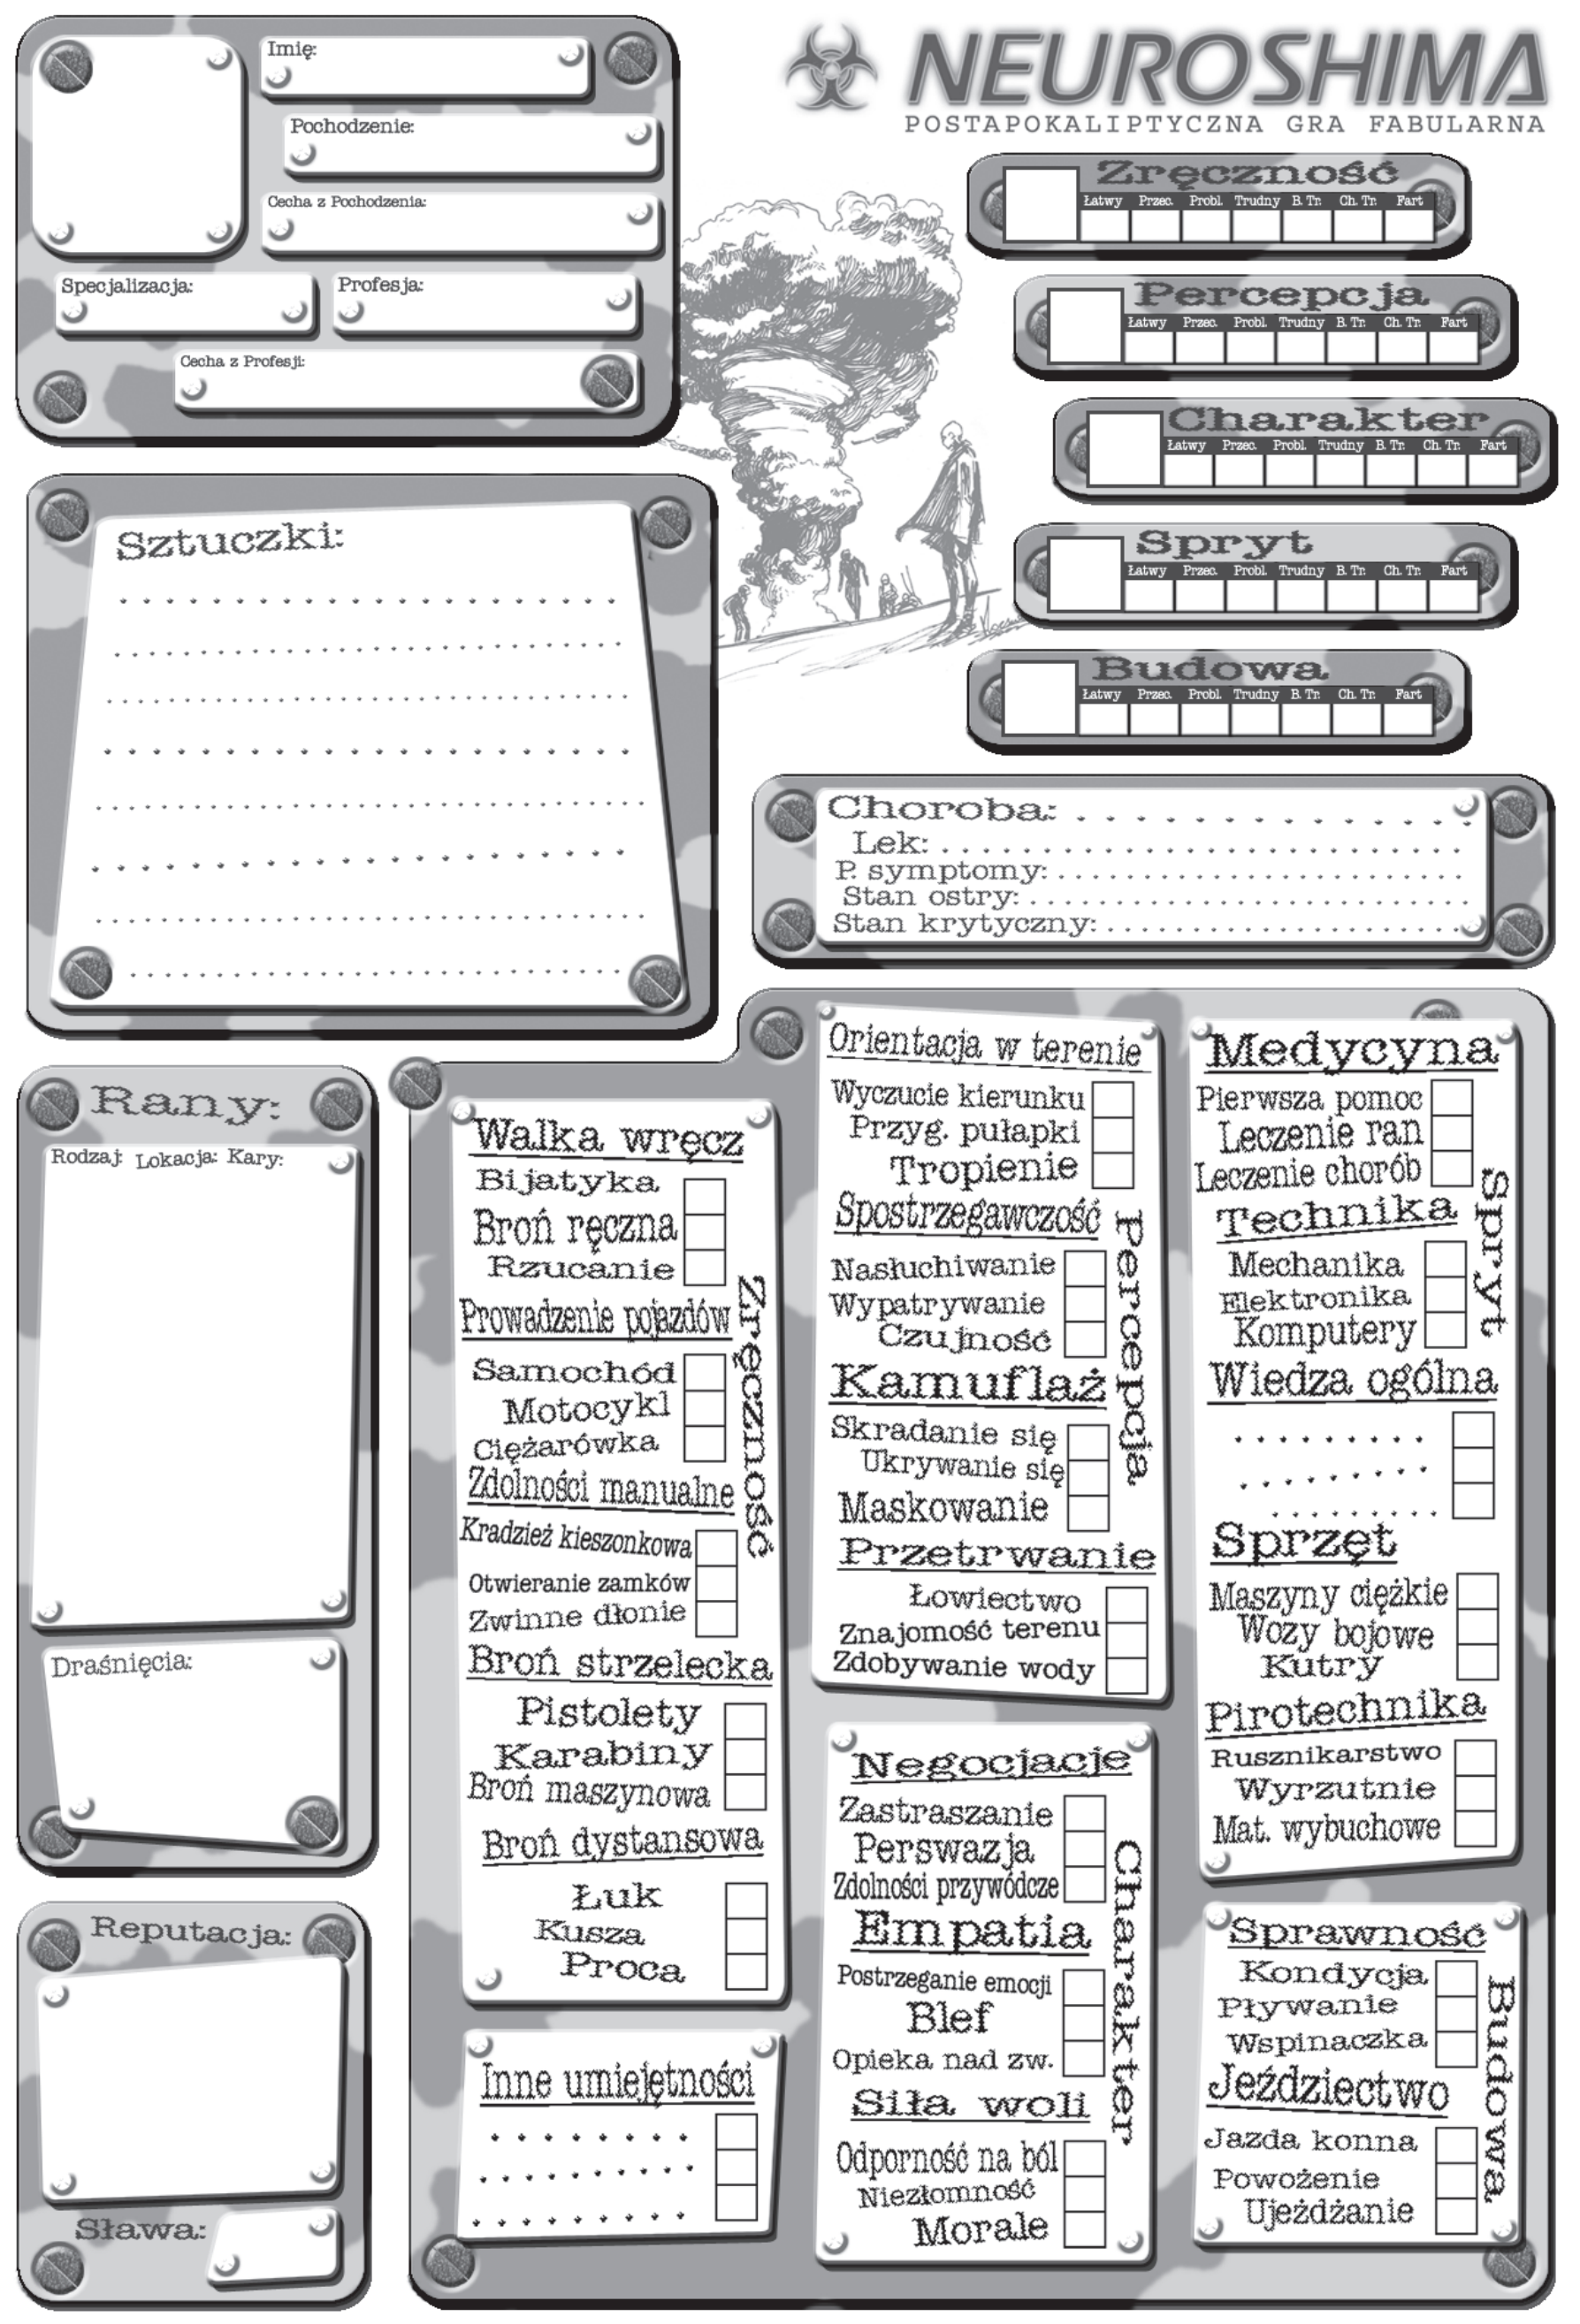 Imię:
Pochodzenie:
Cecha z Pochodzenia:
Specjalizacja:
Profesja:
Cecha z Profesji:
NEUROSHIMA
POSTAPOKALIPTYCZNA GRA FABULARNA
Zręczność
Łatwy Przec. Probl. Trudny B. Tr. Ch. Tr. Fart
Percepcja
Łatwy Przec. Probl. Trudny B. Tr. Ch. Tr. Fart
Charakter
Łatwy Przec. Probl. Trudny B. Tr. Ch. Tr. Fart
Spryt
Łatwy Przec. Probl. Trudny B. Tr. Ch. Tr. Fart
Budowa
Łatwy Przec. Probl. Trudny B. Tr. Ch. Tr. Fart
Sztuczki:
Choroba:
Lek:
P. symptomy:
Stan ostry:
Stan krytyczny:
Rany:
Rodzaj: Lokacja: Kary:
Draśnięcia:
Reputacja:
Sława:
Walka wręcz
Bijatyka
Broń ręczna
Rzucanie
Prowadzenie pojazdów
Samochód
Motocykl
Ciężarówka
Zdolności manualne
Kradzież kieszonkowa
Otwieranie zamków
Zwinne dłonie
Broń strzelecka
Pistolety
Karabiny
Broń maszynowa
Broń dystansowa
Łuk
Kusza
Proca
Zręczność
Inne umiejętności
Orientacja w terenie
Wyczucie kierunku
Przyg. pułapki
Tropienie
Spostrzegawczość
Nasłuchiwanie
Wypatrywanie
Czujność
Kamuflaż
Skradanie się
Ukrywanie się
Maskowanie
Przetrwanie
Łowiectwo
Znajomość terenu
Zdobywanie wody
Percepcja
Negocjacje
Zastraszanie
Perswazja
Zdolności przywódcze
Empatia
Postrzeganie emocji
Blef
Opieka nad zw.
Siła woli
Odporność na ból
Niezłomność
Morale
Charakter
Medycyna
Pierwsza pomoc
Leczenie ran
Leczenie chorób
Technika
Mechanika
Elektronika
Komputery
Wiedza ogólna
Sprzęt
Maszyny ciężkie
Wozy bojowe
Kutry
Pirotechnika
Rusznikarstwo
Wyrzutnie
Mat. wybuchowe
Spryt
Sprawność
Kondycja
Pływanie
Wspinaczka
Jeździectwo
Jazda konna
Powożenie
Ujeżdżanie
Budowa